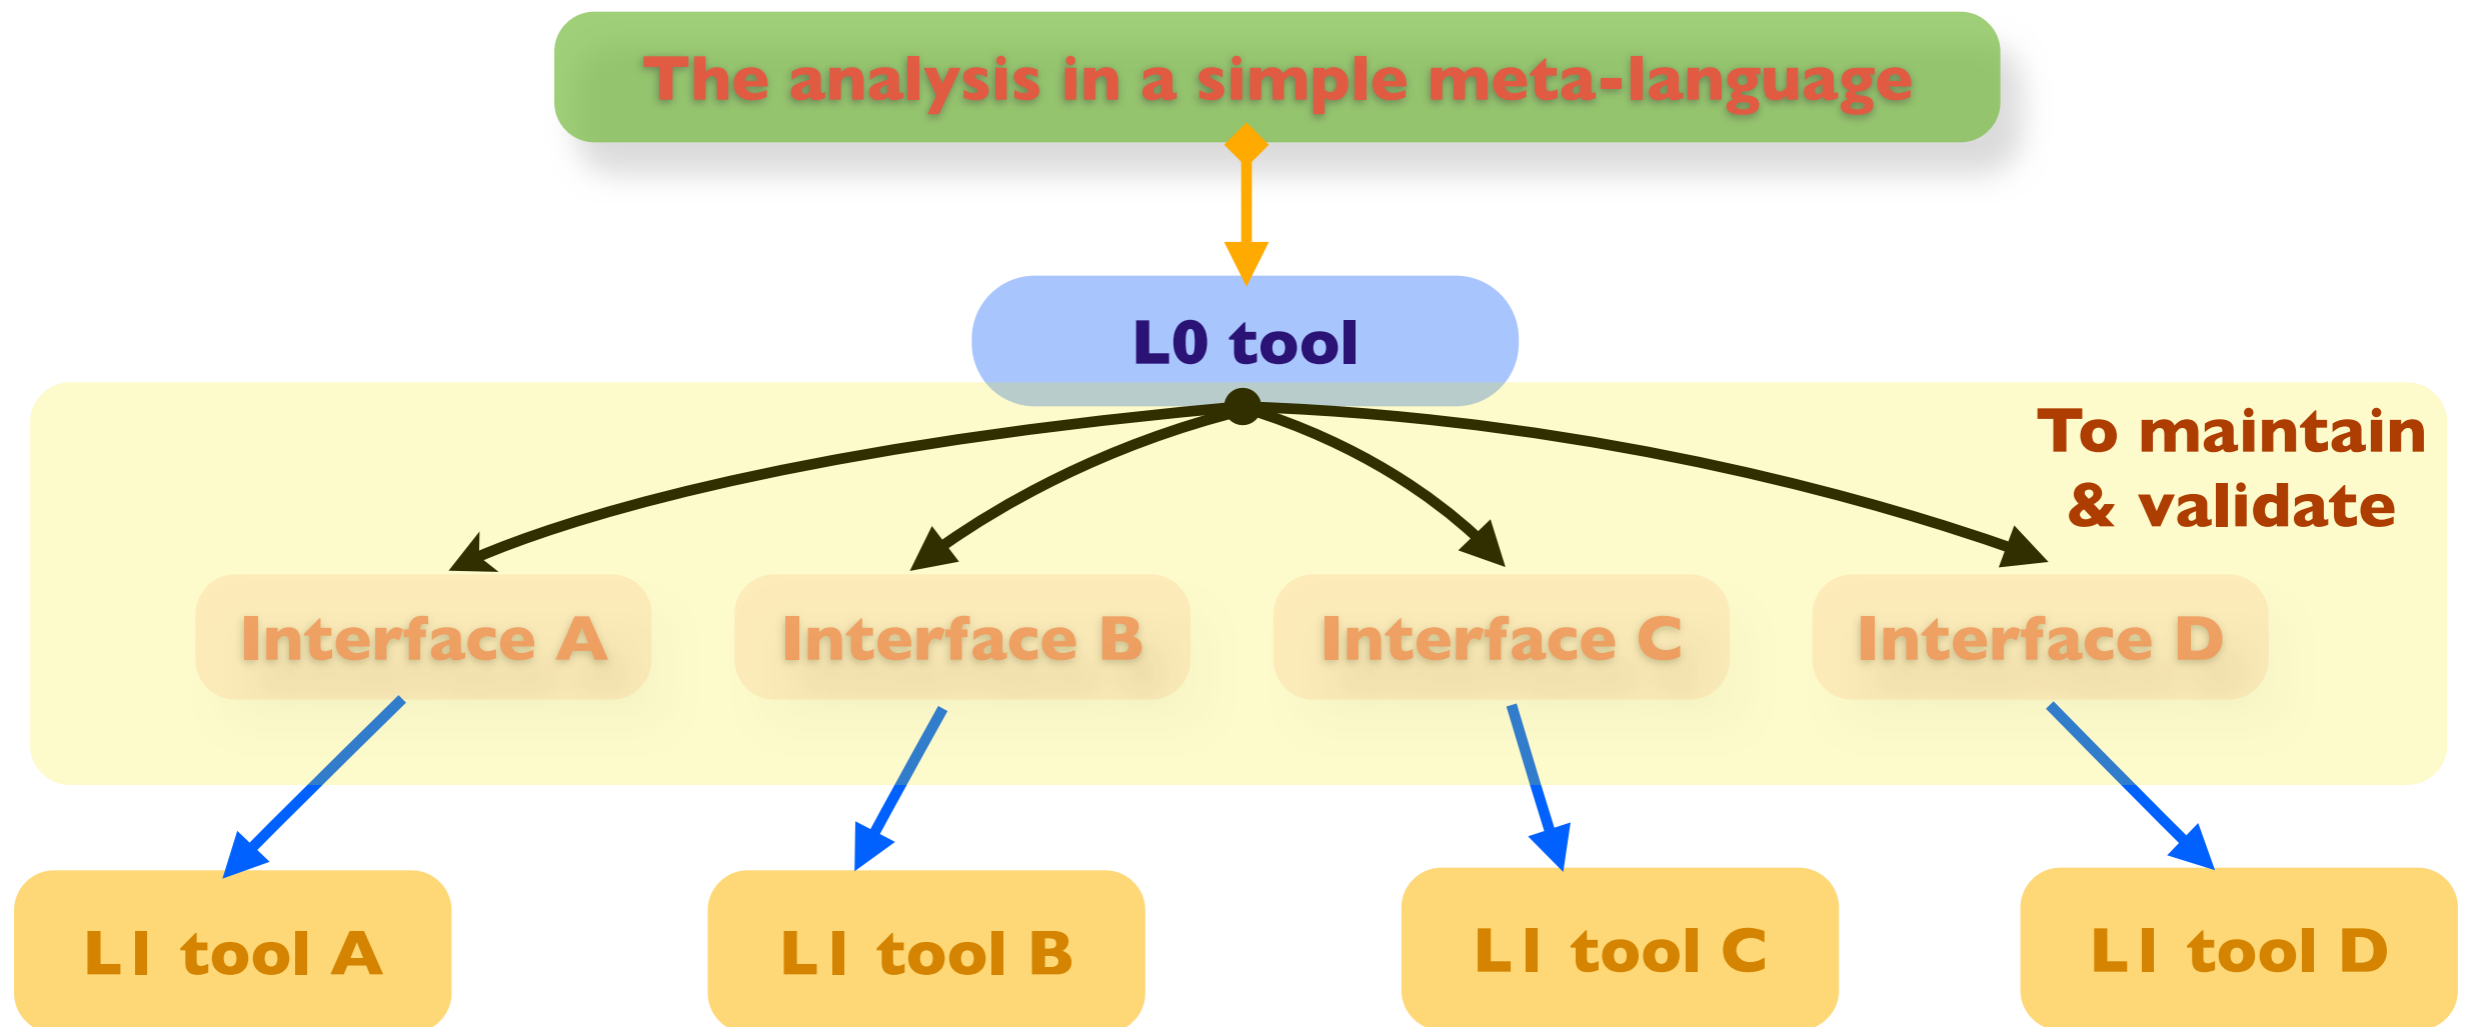 The analysis in a simple meta-language
L0 tool
To maintain
& validate
Interface A
Interface B
Interface C
Interface D
L1 tool A
L1 tool B
L1 tool C
L1 tool D